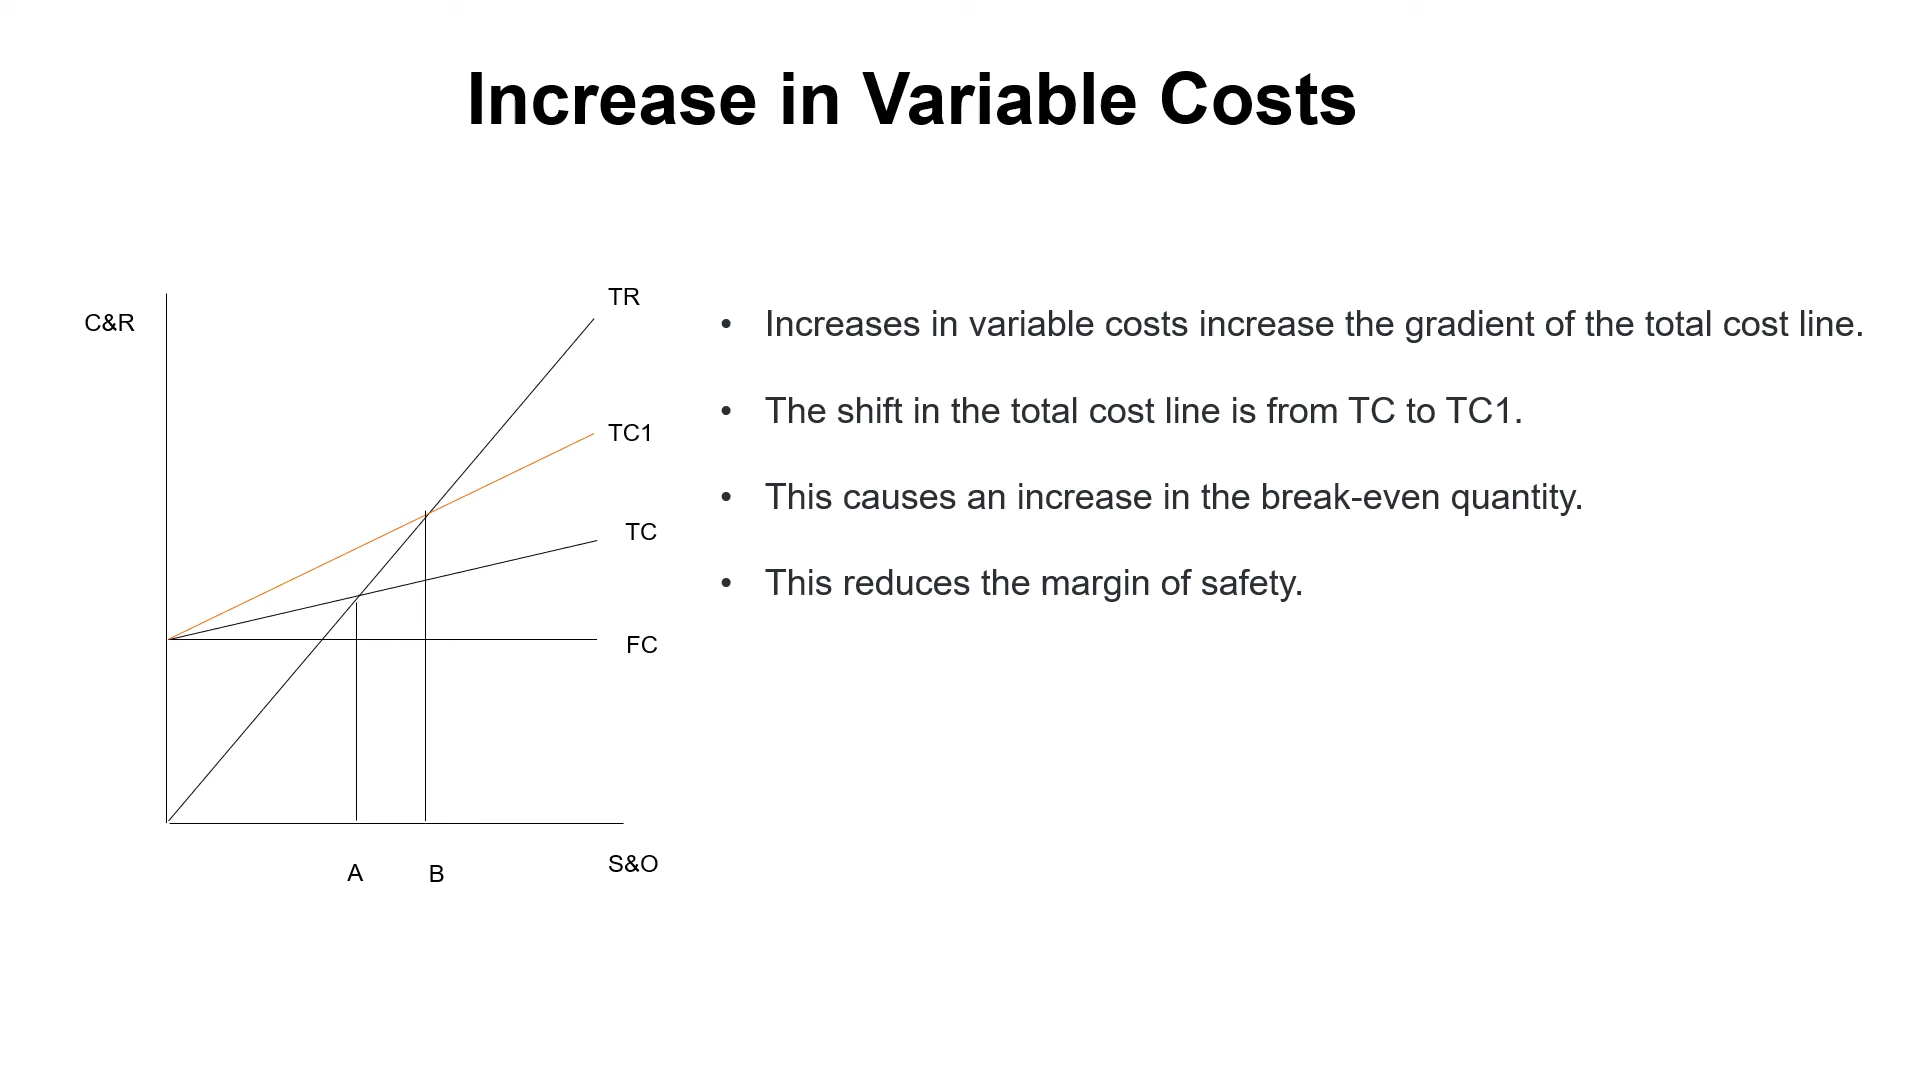 Increase in Variable Costs
C&R
TR
TC1
TC
FC
A
B
S&O
• Increases in variable costs increase the gradient of the total cost line.
• The shift in the total cost line is from TC to TC1.
• This causes an increase in the break-even quantity.
• This reduces the margin of safety.